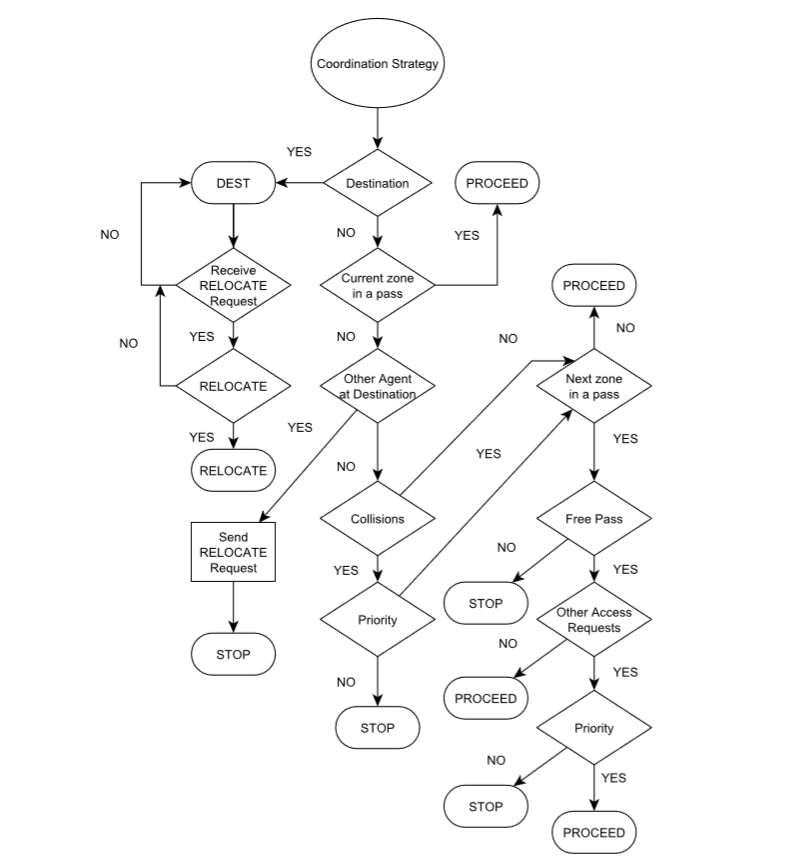 Coordination Strategy
YES
DEST
Destination
PROCEED
NO
NO
YES
Receive
RELOCATE
Request
Current zone
in a pass
PROCEED
NO
YES
NO
NO
NO
RELOCATE
Other Agent
at Destination
Next zone
in a pass
YES
YES
YES
RELOCATE
NO
YES
Send
RELOCATE
Request
Collisions
Free Pass
NO
YES
YES
STOP
Priority
Other Access
Requests
STOP
NO
YES
NO
PROCEED
STOP
Priority
NO
YES
STOP
PROCEED